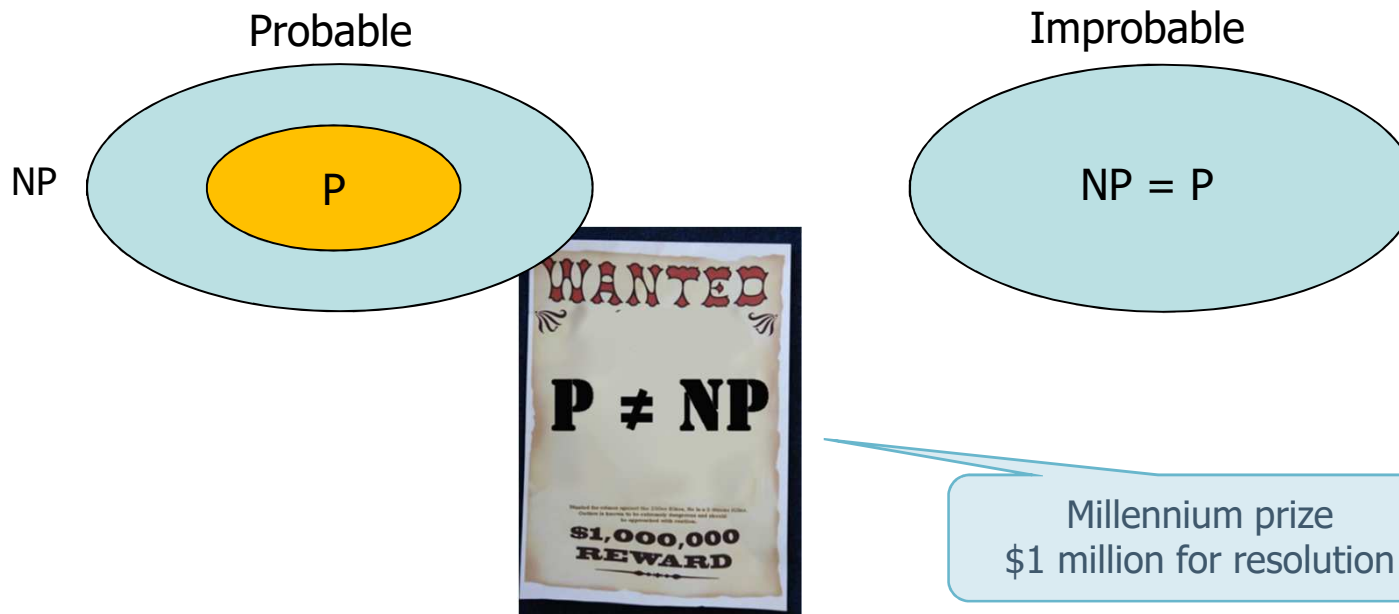 Probable
Improbable
NP
P
NP = P
WANTED
P ≠ NP
$1,000,000
REWARD
Millennium prize
$1 million for resolution